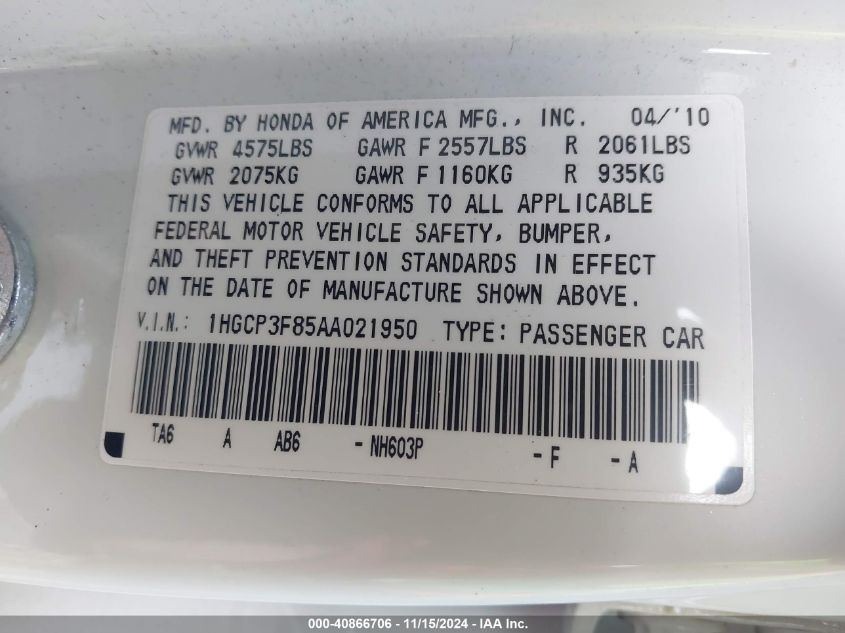 MFD. BY HONDA OF AMERICA MFG., INC. 04/'10
GVWR 4575LBS GAWR F 2557LBS R 2061LBS
GVWR 2075KG GAWR F 1160KG R 935KG
THIS VEHICLE CONFORMS TO ALL APPLICABLE
FEDERAL MOTOR VEHICLE SAFETY, BUMPER,
AND THEFT PREVENTION STANDARDS IN EFFECT
ON THE DATE OF MANUFACTURE SHOWN ABOVE.
V.I.N.: 1HGCP3F85AA021950 TYPE: PASSENGER CAR
TA6 A AB6 -NH603P -F -A
000-40866706 - 11/15/2024 - IAA Inc.